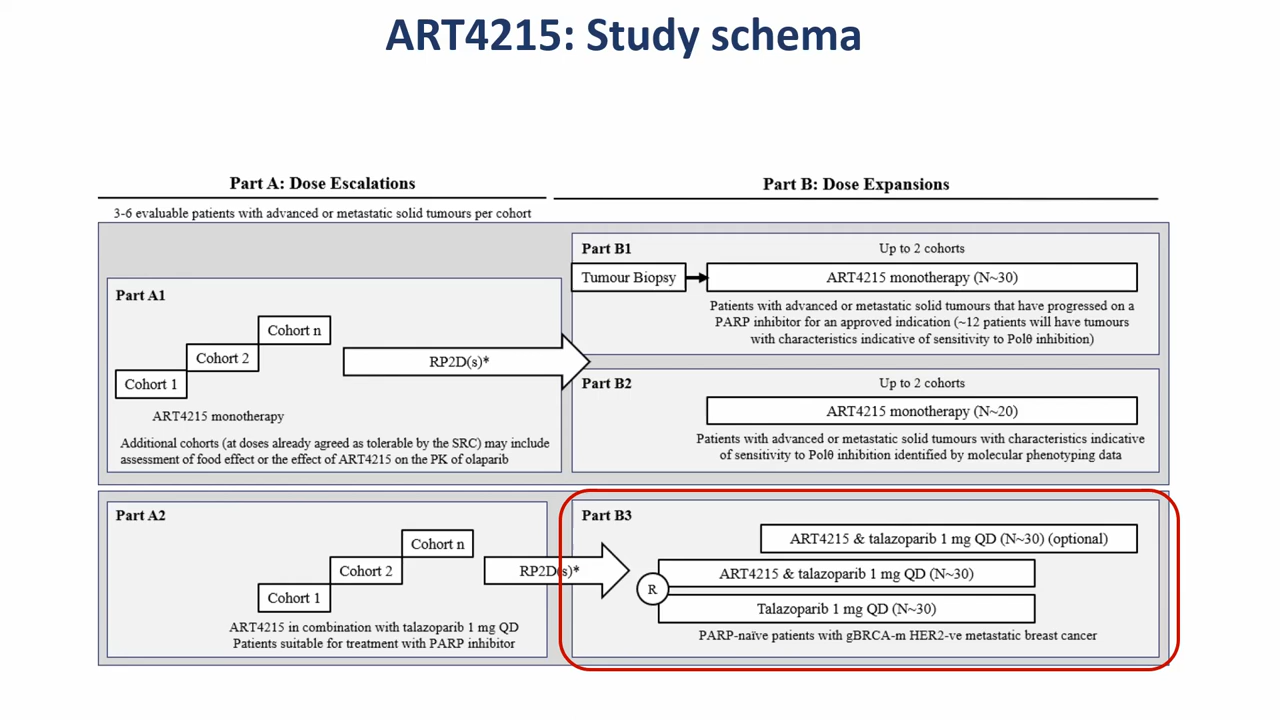 ART4215: Study schema
Part A: Dose Escalations
Part B: Dose Expansions
3-6 evaluable patients with advanced or metastatic solid tumours per cohort
Part A1
Cohort n
Cohort 2
Cohort 1
RP2D(s)*
ART4215 monotherapy
Additional cohorts (at doses already agreed as tolerable by the SRC) may include
assessment of food effect or the effect of ART4215 on the PK of olaparib
Part B1
Up to 2 cohorts
Tumour Biopsy
ART4215 monotherapy (N~30)
Patients with advanced or metastatic solid tumours that have progressed on a
PARP inhibitor for an approved indication (~12 patients will have tumours
with characteristics indicative of sensitivity to Polθ inhibition)
Part B2
Up to 2 cohorts
ART4215 monotherapy (N~20)
Patients with advanced or metastatic solid tumours with characteristics indicative
of sensitivity to Polθ inhibition identified by molecular phenotyping data
Part A2
Cohort n
Cohort 2
Cohort 1
RP2D(s)*
ART4215 in combination with talazoparib 1 mg QD
Patients suitable for treatment with PARP inhibitor
Part B3
ART4215 & talazoparib 1 mg QD (N~30) (optional)
ART4215 & talazoparib 1 mg QD (N~30)
R
Talazoparib 1 mg QD (N~30)
PARP-naïve patients with gBRCA-m HER2-ve metastatic breast cancer